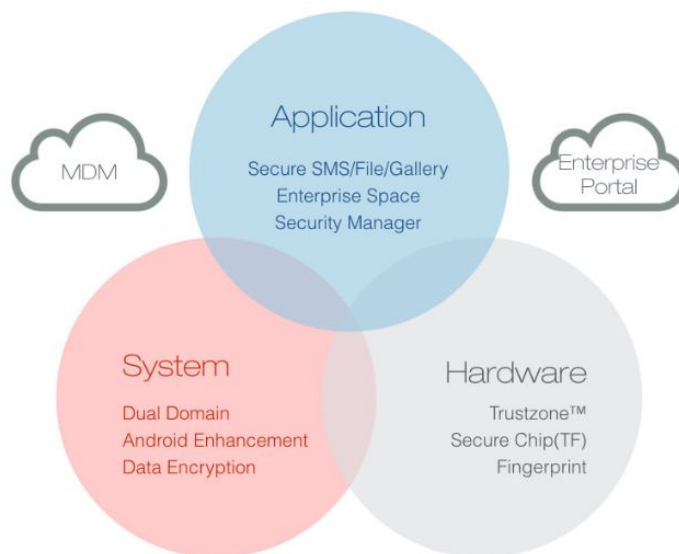 Application
Secure SMS/File/Gallery
Enterprise Space
Security Manager
MDM
Enterprise
Portal
System
Dual Domain
Android Enhancement
Data Encryption
Hardware
Trustzone™
Secure Chip(TF)
Fingerprint